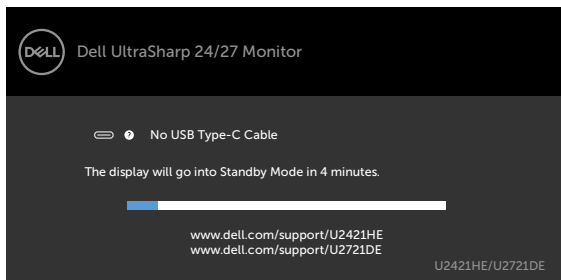 DELL
Dell UltraSharp 24/27 Monitor
? No USB Type-C Cable
The display will go into Standby Mode in 4 minutes.
www.dell.com/support/U2421HE
www.dell.com/support/U2721DE
U2421HE/U2721DE